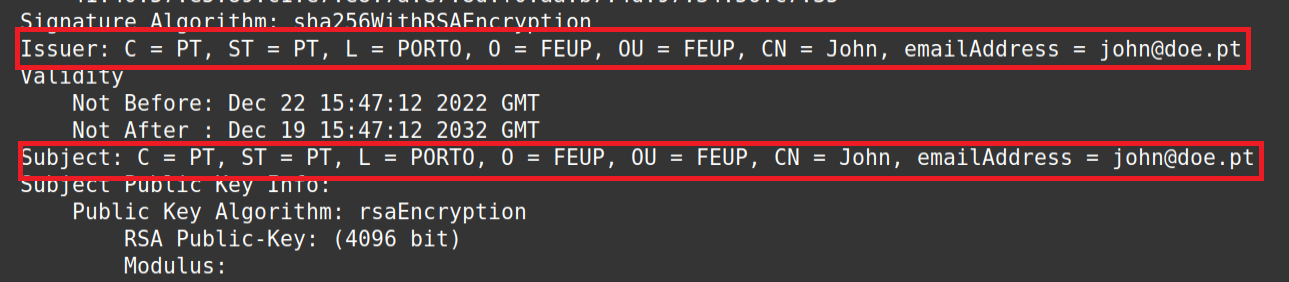 Signature Algorithm: sha256WithRSAEncryption
Issuer: C = PT, ST = PT, L = PORTO, O = FEUP, OU = FEUP, CN = John, emailAddress = john@doe.pt
Validity
Not Before: Dec 22 15:47:12 2022 GMT
Not After : Dec 19 15:47:12 2032 GMT
Subject: C = PT, ST = PT, L = PORTO, O = FEUP, OU = FEUP, CN = John, emailAddress = john@doe.pt
Subject Public Key Info:
Public Key Algorithm: rsaEncryption
RSA Public-Key: (4096 bit)
Modulus: